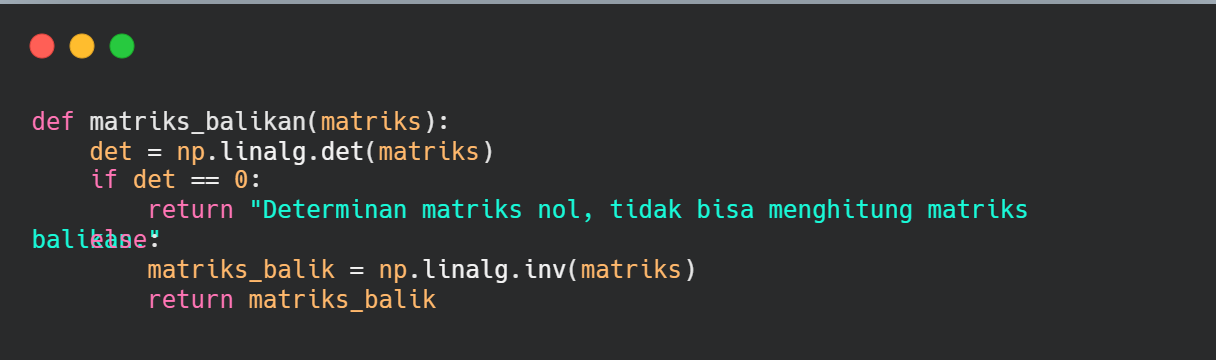 def matriks_balikan(matriks):
    det = np.linalg.det(matriks)
    if det == 0:
        return "Determinan matriks nol, tidak bisa menghitung matriks
balikan."
    else:
        matriks_balik = np.linalg.inv(matriks)
        return matriks_balik